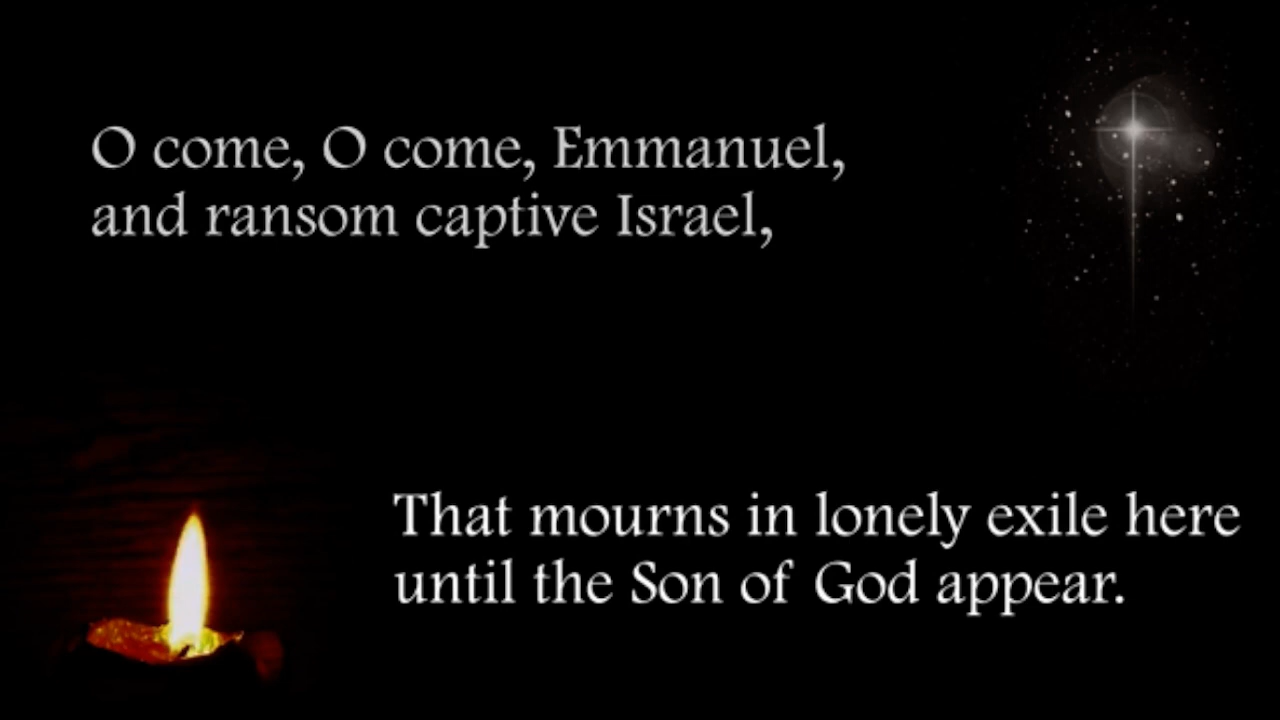 O come, O come, Emmanuel,
and ransom captive Israel,
That mourns in lonely exile here
until the Son of God appear.